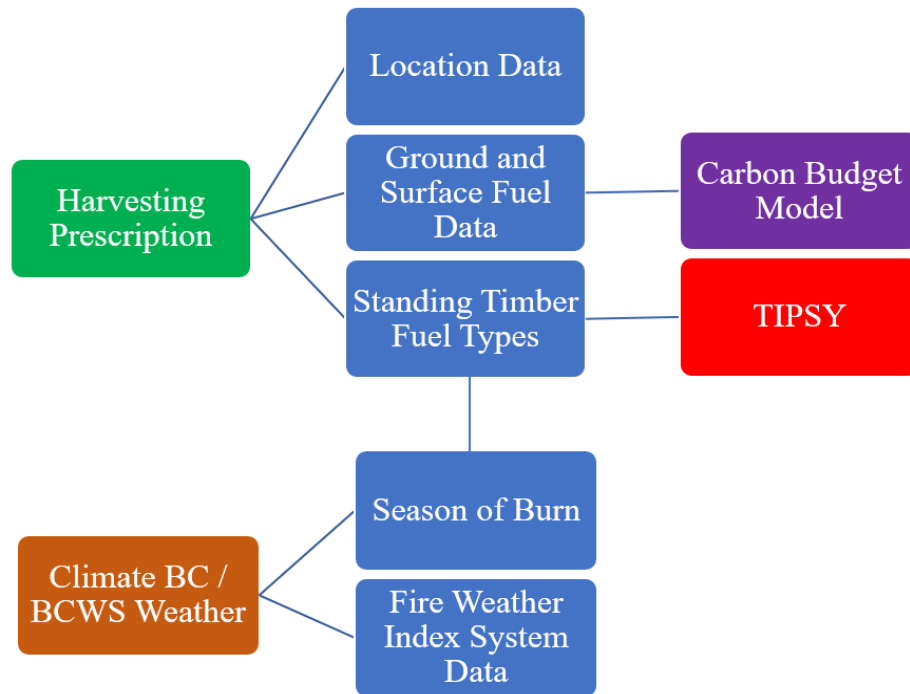 Location Data
Harvesting
Prescription
Ground and
Surface Fuel
Data
Carbon Budget
Model
Standing Timber
Fuel Types
TIPSY
Season of Burn
Climate BC /
BCWS Weather
Fire Weather
Index System
Data